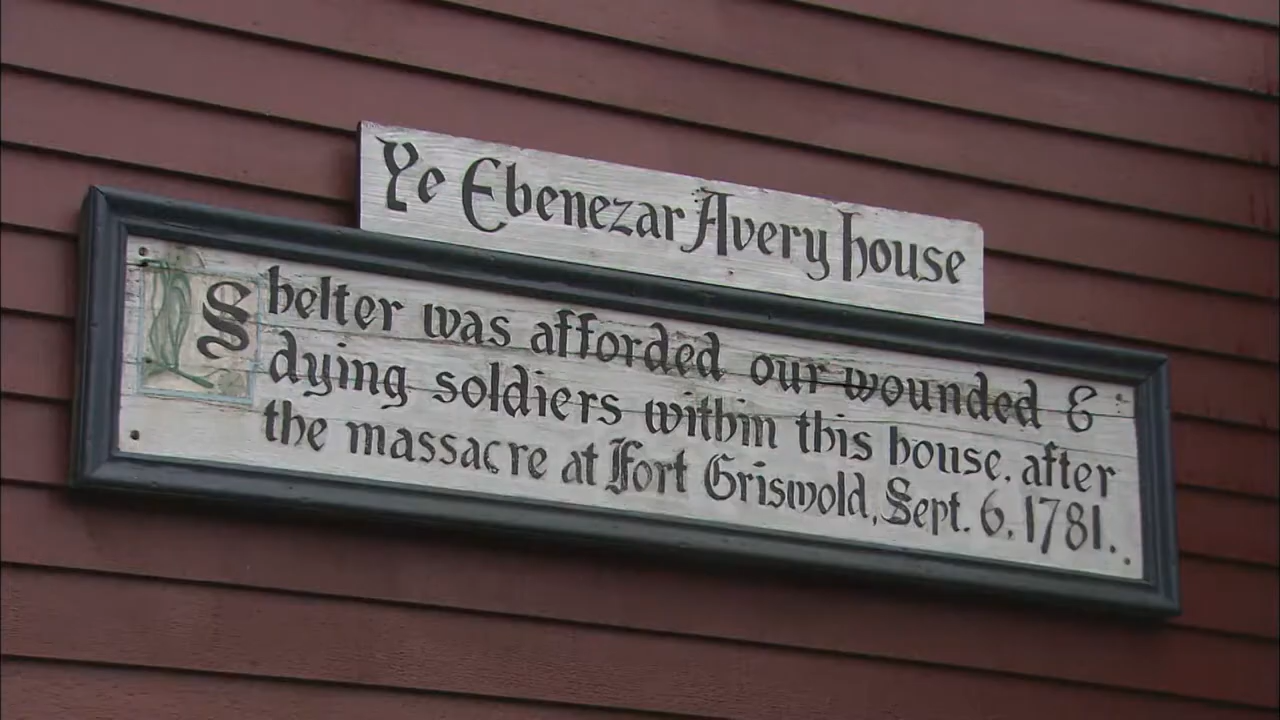 Ye Ebenezar Avery house
Shelter was afforded our wounded &
dying soldiers within this house, after
the massacre at Fort Griswold, Sept. 6, 1781.